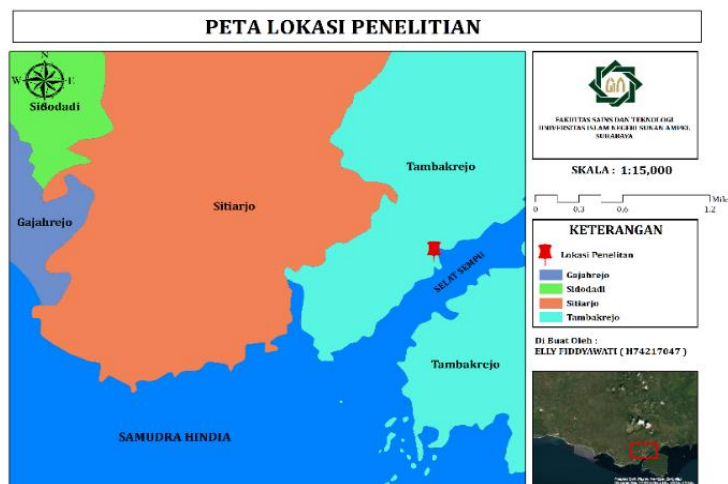 PETA LOKASI PENELITIAN
N
W E
S
Sidodadi
Gajahrejo
Sitiarjo
Tambakrejo
SELAT SEMPU
Tambakrejo
SAMUDRA HINDIA
FAKULTAS SAINS DAN TEKNOLOGI
UNIVERSITAS ISLAM NEGERI SUNAN AMPEL
SURABAYA
SKALA : 1:15,000
0 0.3 0.6 1.2
KETERANGAN
Lokasi Penelitan
Gajahrejo
Sidodadi
Sitiarjo
Tambakrejo
Di Buat Oleh :
ELLY FIDDYAWATI ( H74217047 )